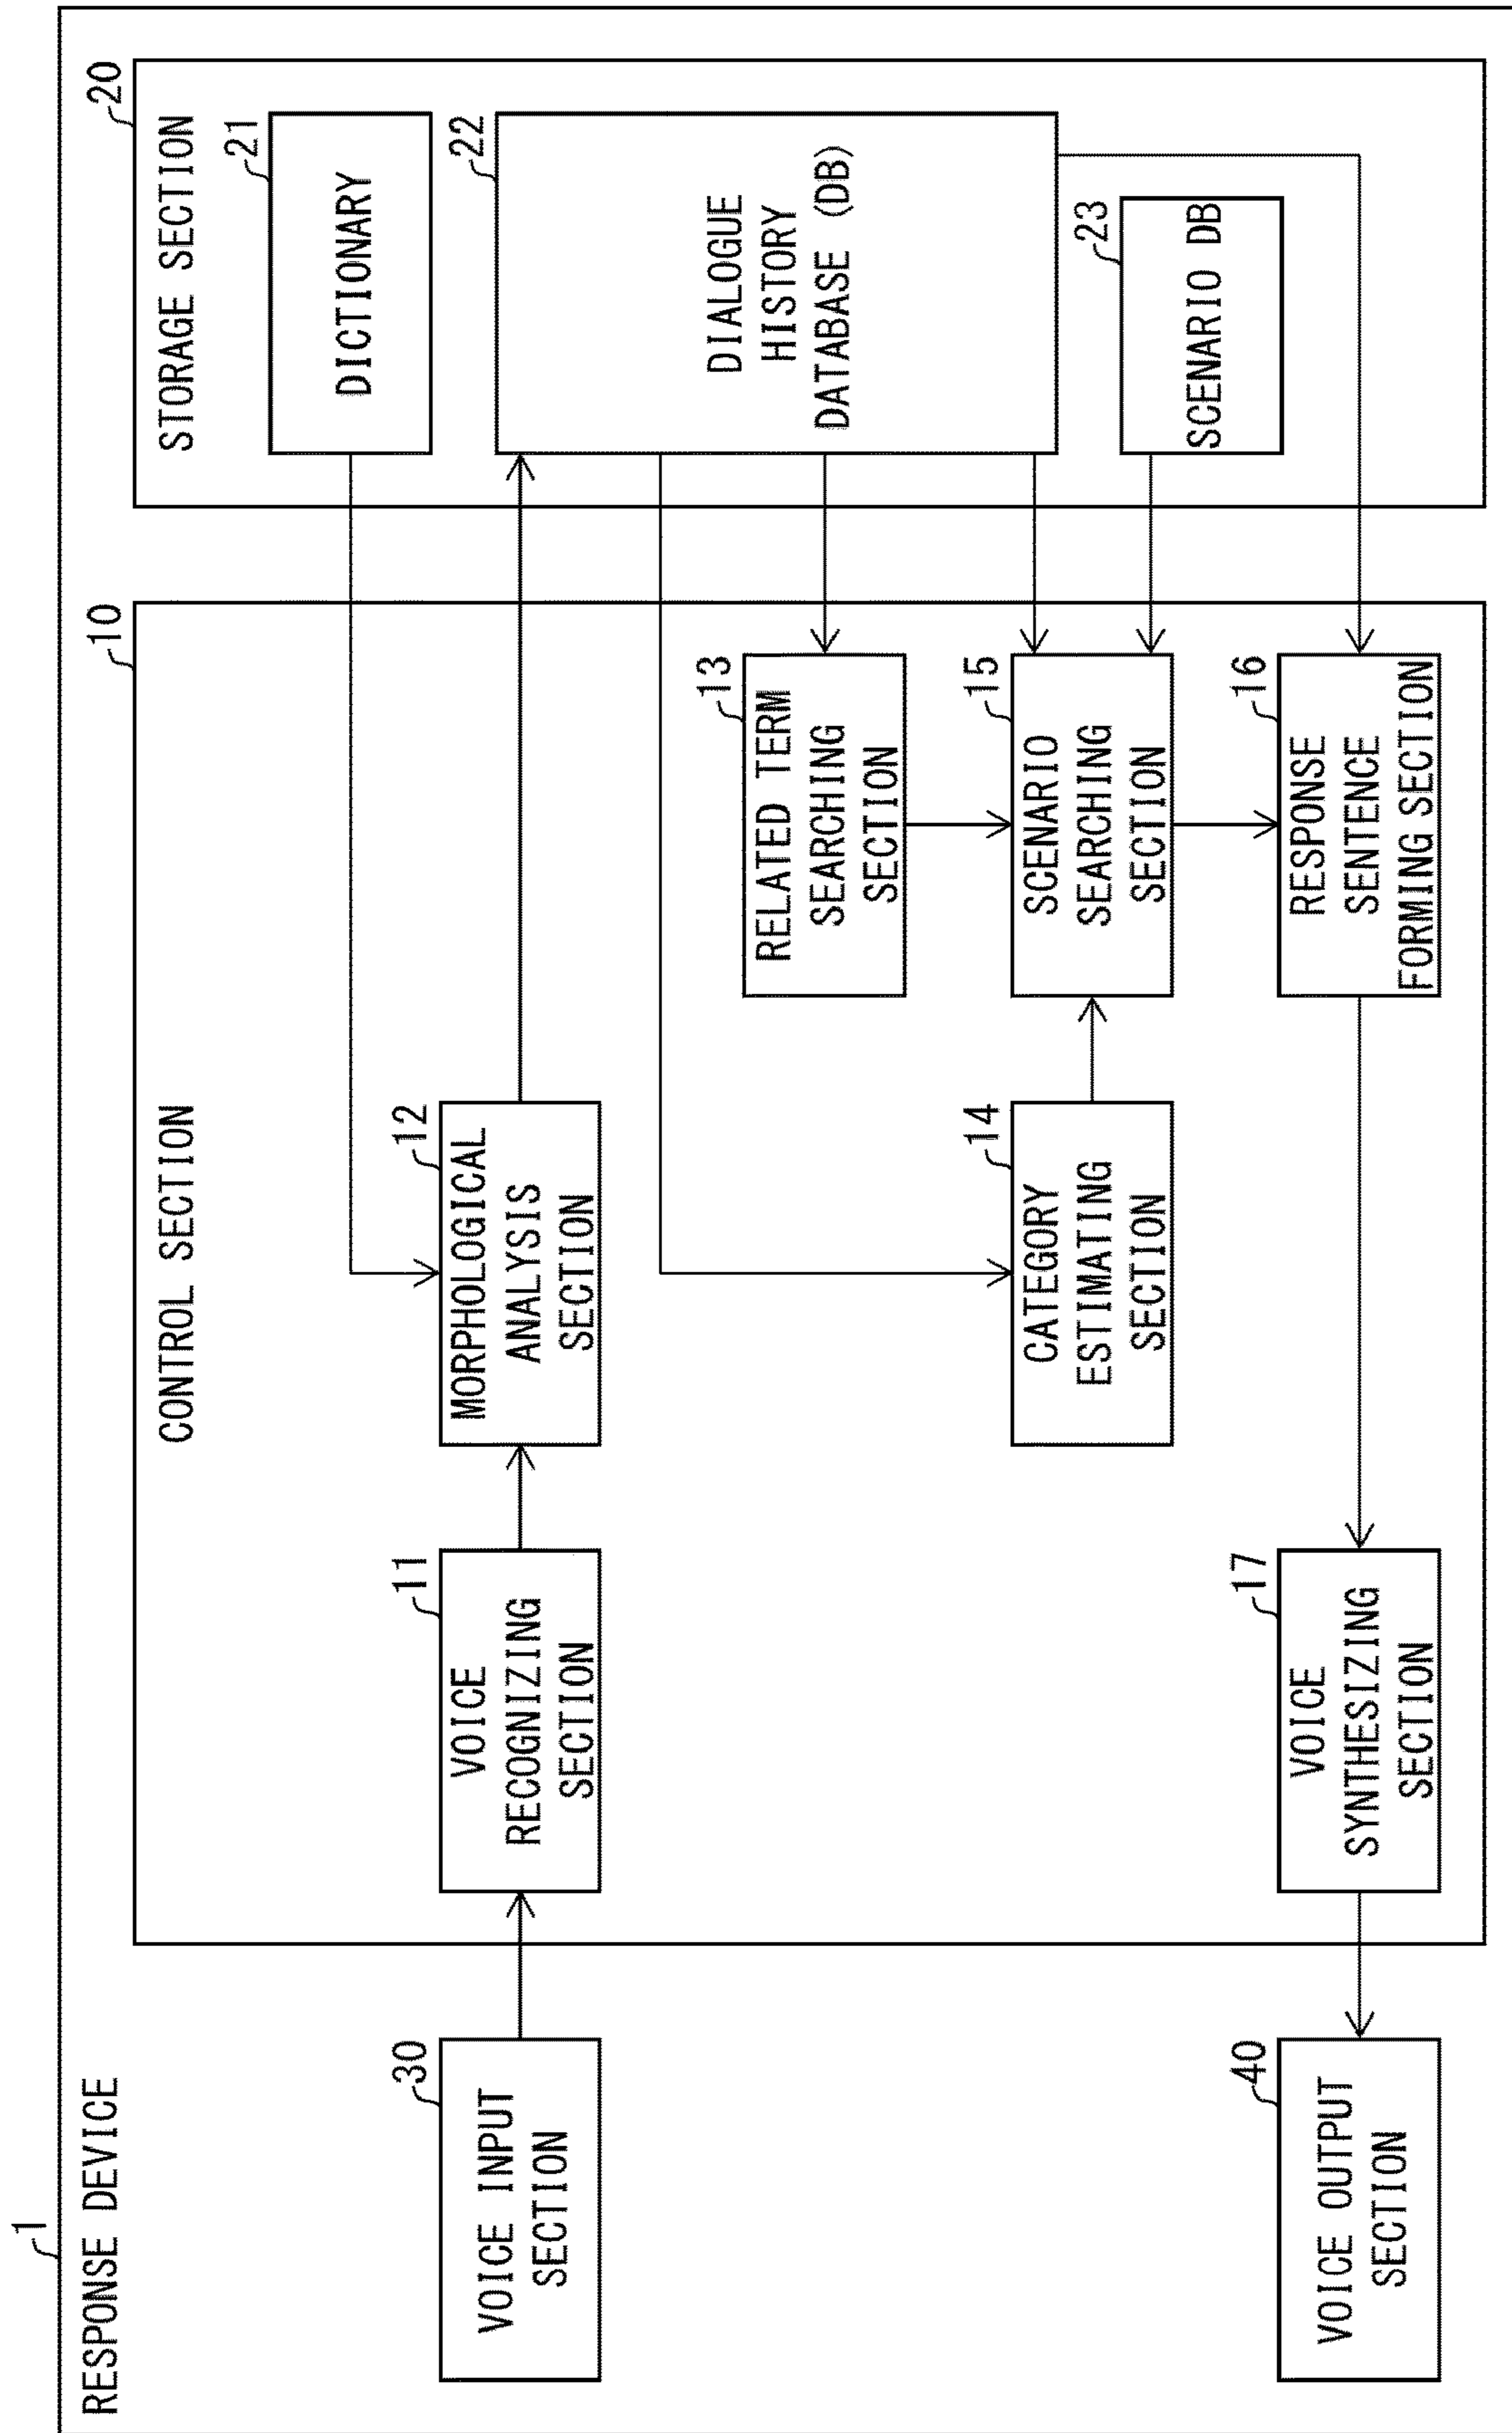 1
RESPONSE DEVICE
30
VOICE INPUT
SECTION
40
VOICE OUTPUT
SECTION
10
CONTROL SECTION
11
VOICE
RECOGNIZING
SECTION
12
MORPHOLOGICAL
ANALYSIS
SECTION
13
RELATED TERM
SEARCHING
SECTION
14
CATEGORY
ESTIMATING
SECTION
15
SCENARIO
SEARCHING
SECTION
16
RESPONSE
SENTENCE
FORMING SECTION
17
VOICE
SYNTHESIZING
SECTION
20
STORAGE SECTION
21
DICTIONARY
22
DIALOGUE
HISTORY
DATABASE (DB)
23
SCENARIO DB